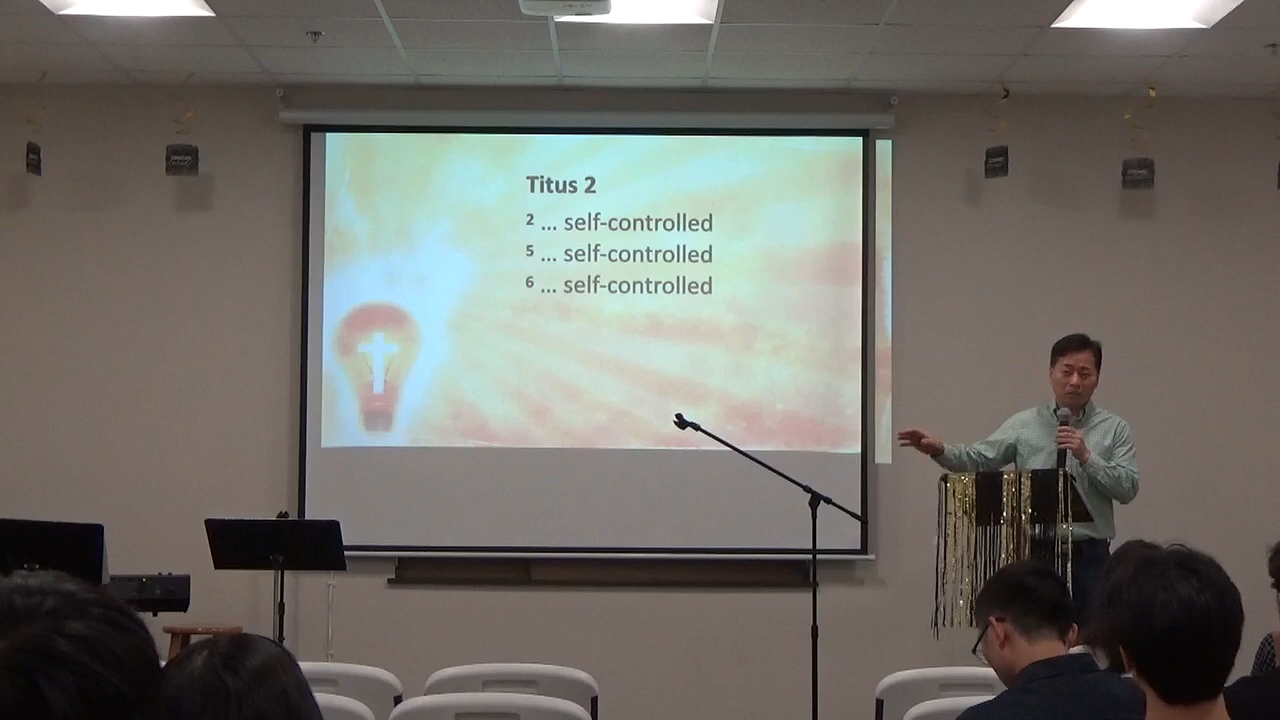 Titus 2
2 ... self-controlled
5 ... self-controlled
6 ... self-controlled